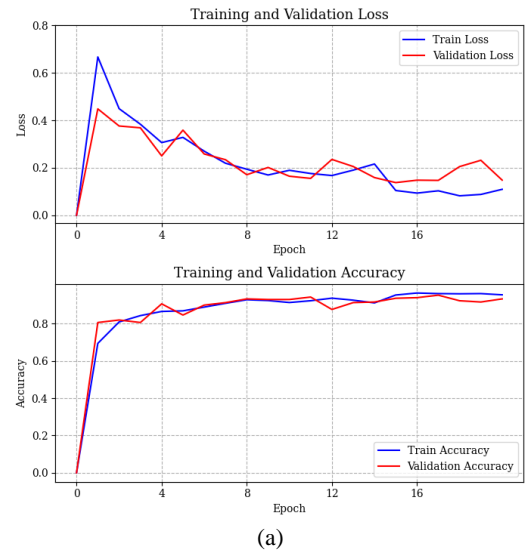 Training and Validation Loss
0.8
0.6
0.4
0.2
0.0
Loss
Train Loss
Validation Loss
0
4
8
12
16
Epoch
Training and Validation Accuracy
0.8
0.6
0.4
0.2
0.0
Accuracy
Train Accuracy
Validation Accuracy
0
4
8
12
16
Epoch
(a)